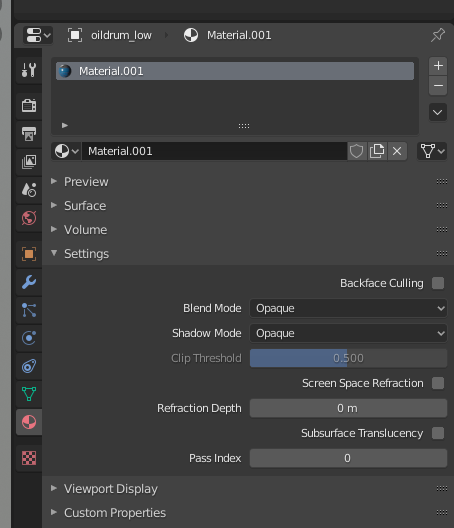 oildrum_low > Material.001
Material.001
Material.001
Preview
Surface
Volume
Settings
Backface Culling
Blend Mode Opaque
Shadow Mode Opaque
Clip Threshold 0.500
Screen Space Refraction
Refraction Depth 0 m
Subsurface Translucency
Pass Index 0
Viewport Display
Custom Properties